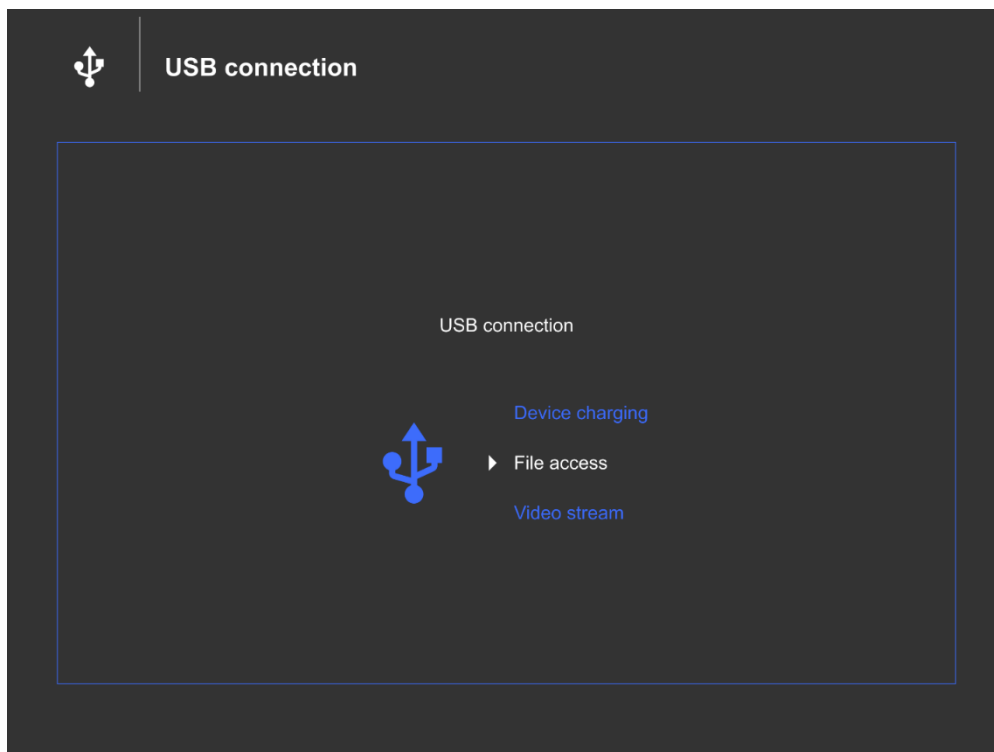 USB connection
USB connection
Device charging
File access
Video stream